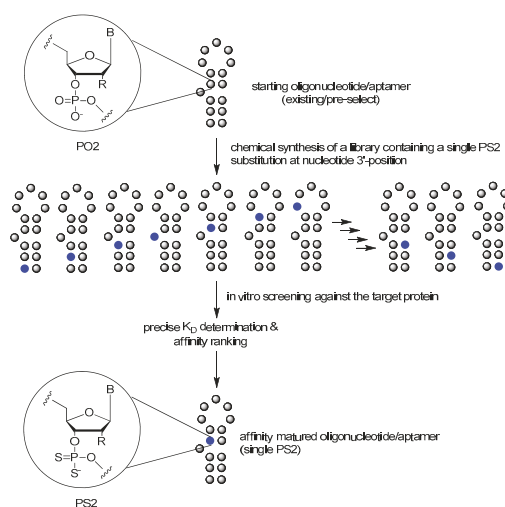 B
O
O
R
O=P—O
O-
PO2
starting oligonucleotide/aptamer
(existing/pre-select)
chemical synthesis of a library containing a single PS2
substitution at nucleotide 3'-position
in vitro screening against the target protein
precise KD determination &
affinity ranking
B
O
O
R
S=P—O
S-
PS2
affinity matured oligonucleotide/aptamer
(single PS2)